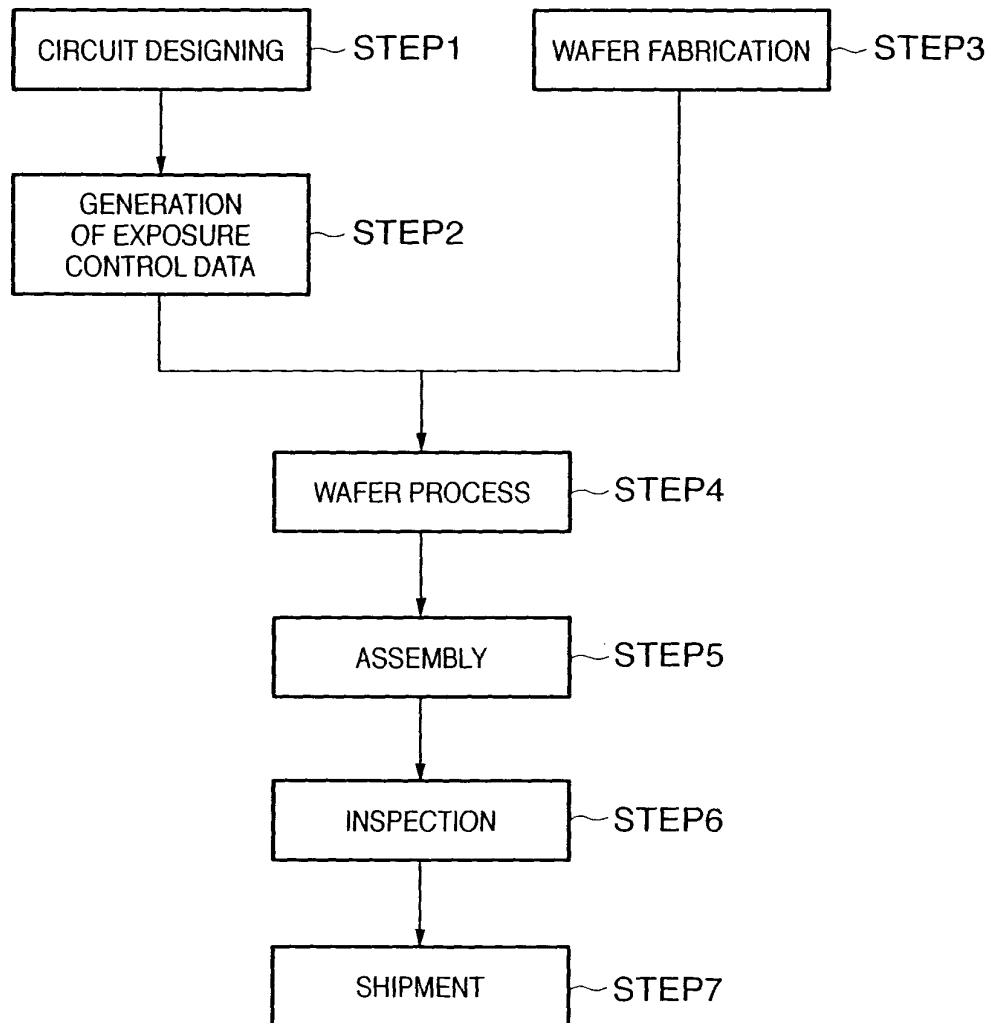 CIRCUIT DESIGNING
STEP1
WAFER FABRICATION
STEP3
GENERATION
OF EXPOSURE
CONTROL DATA
STEP2
WAFER PROCESS
STEP4
ASSEMBLY
STEP5
INSPECTION
STEP6
SHIPMENT
STEP7